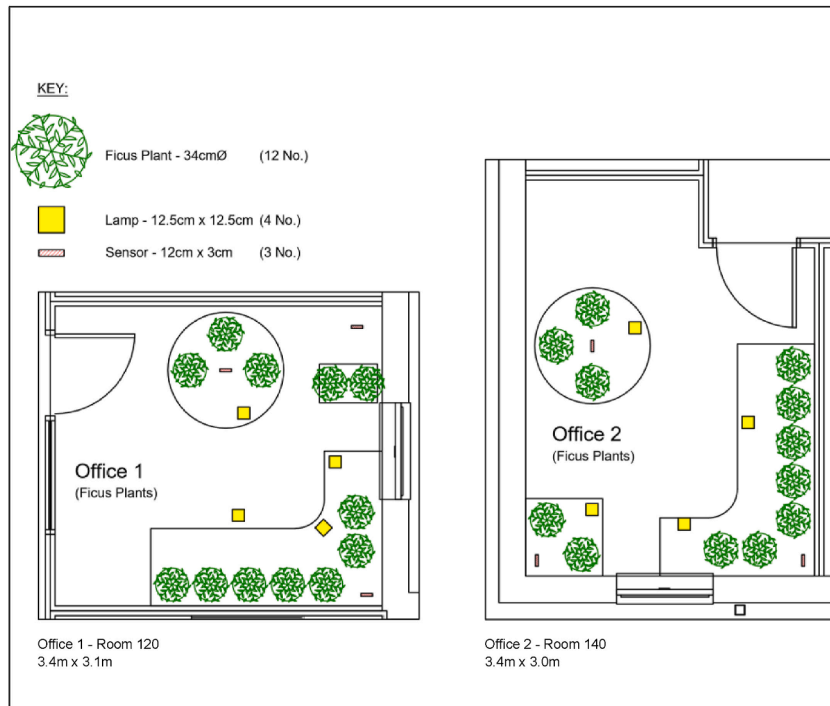 KEY:
Ficus Plant - 34cmØ (12 No.)
Lamp - 12.5cm x 12.5cm (4 No.)
Sensor - 12cm x 3cm (3 No.)
Office 1
(Ficus Plants)
Office 2
(Ficus Plants)
Office 1 - Room 120
3.4m x 3.1m
Office 2 - Room 140
3.4m x 3.0m